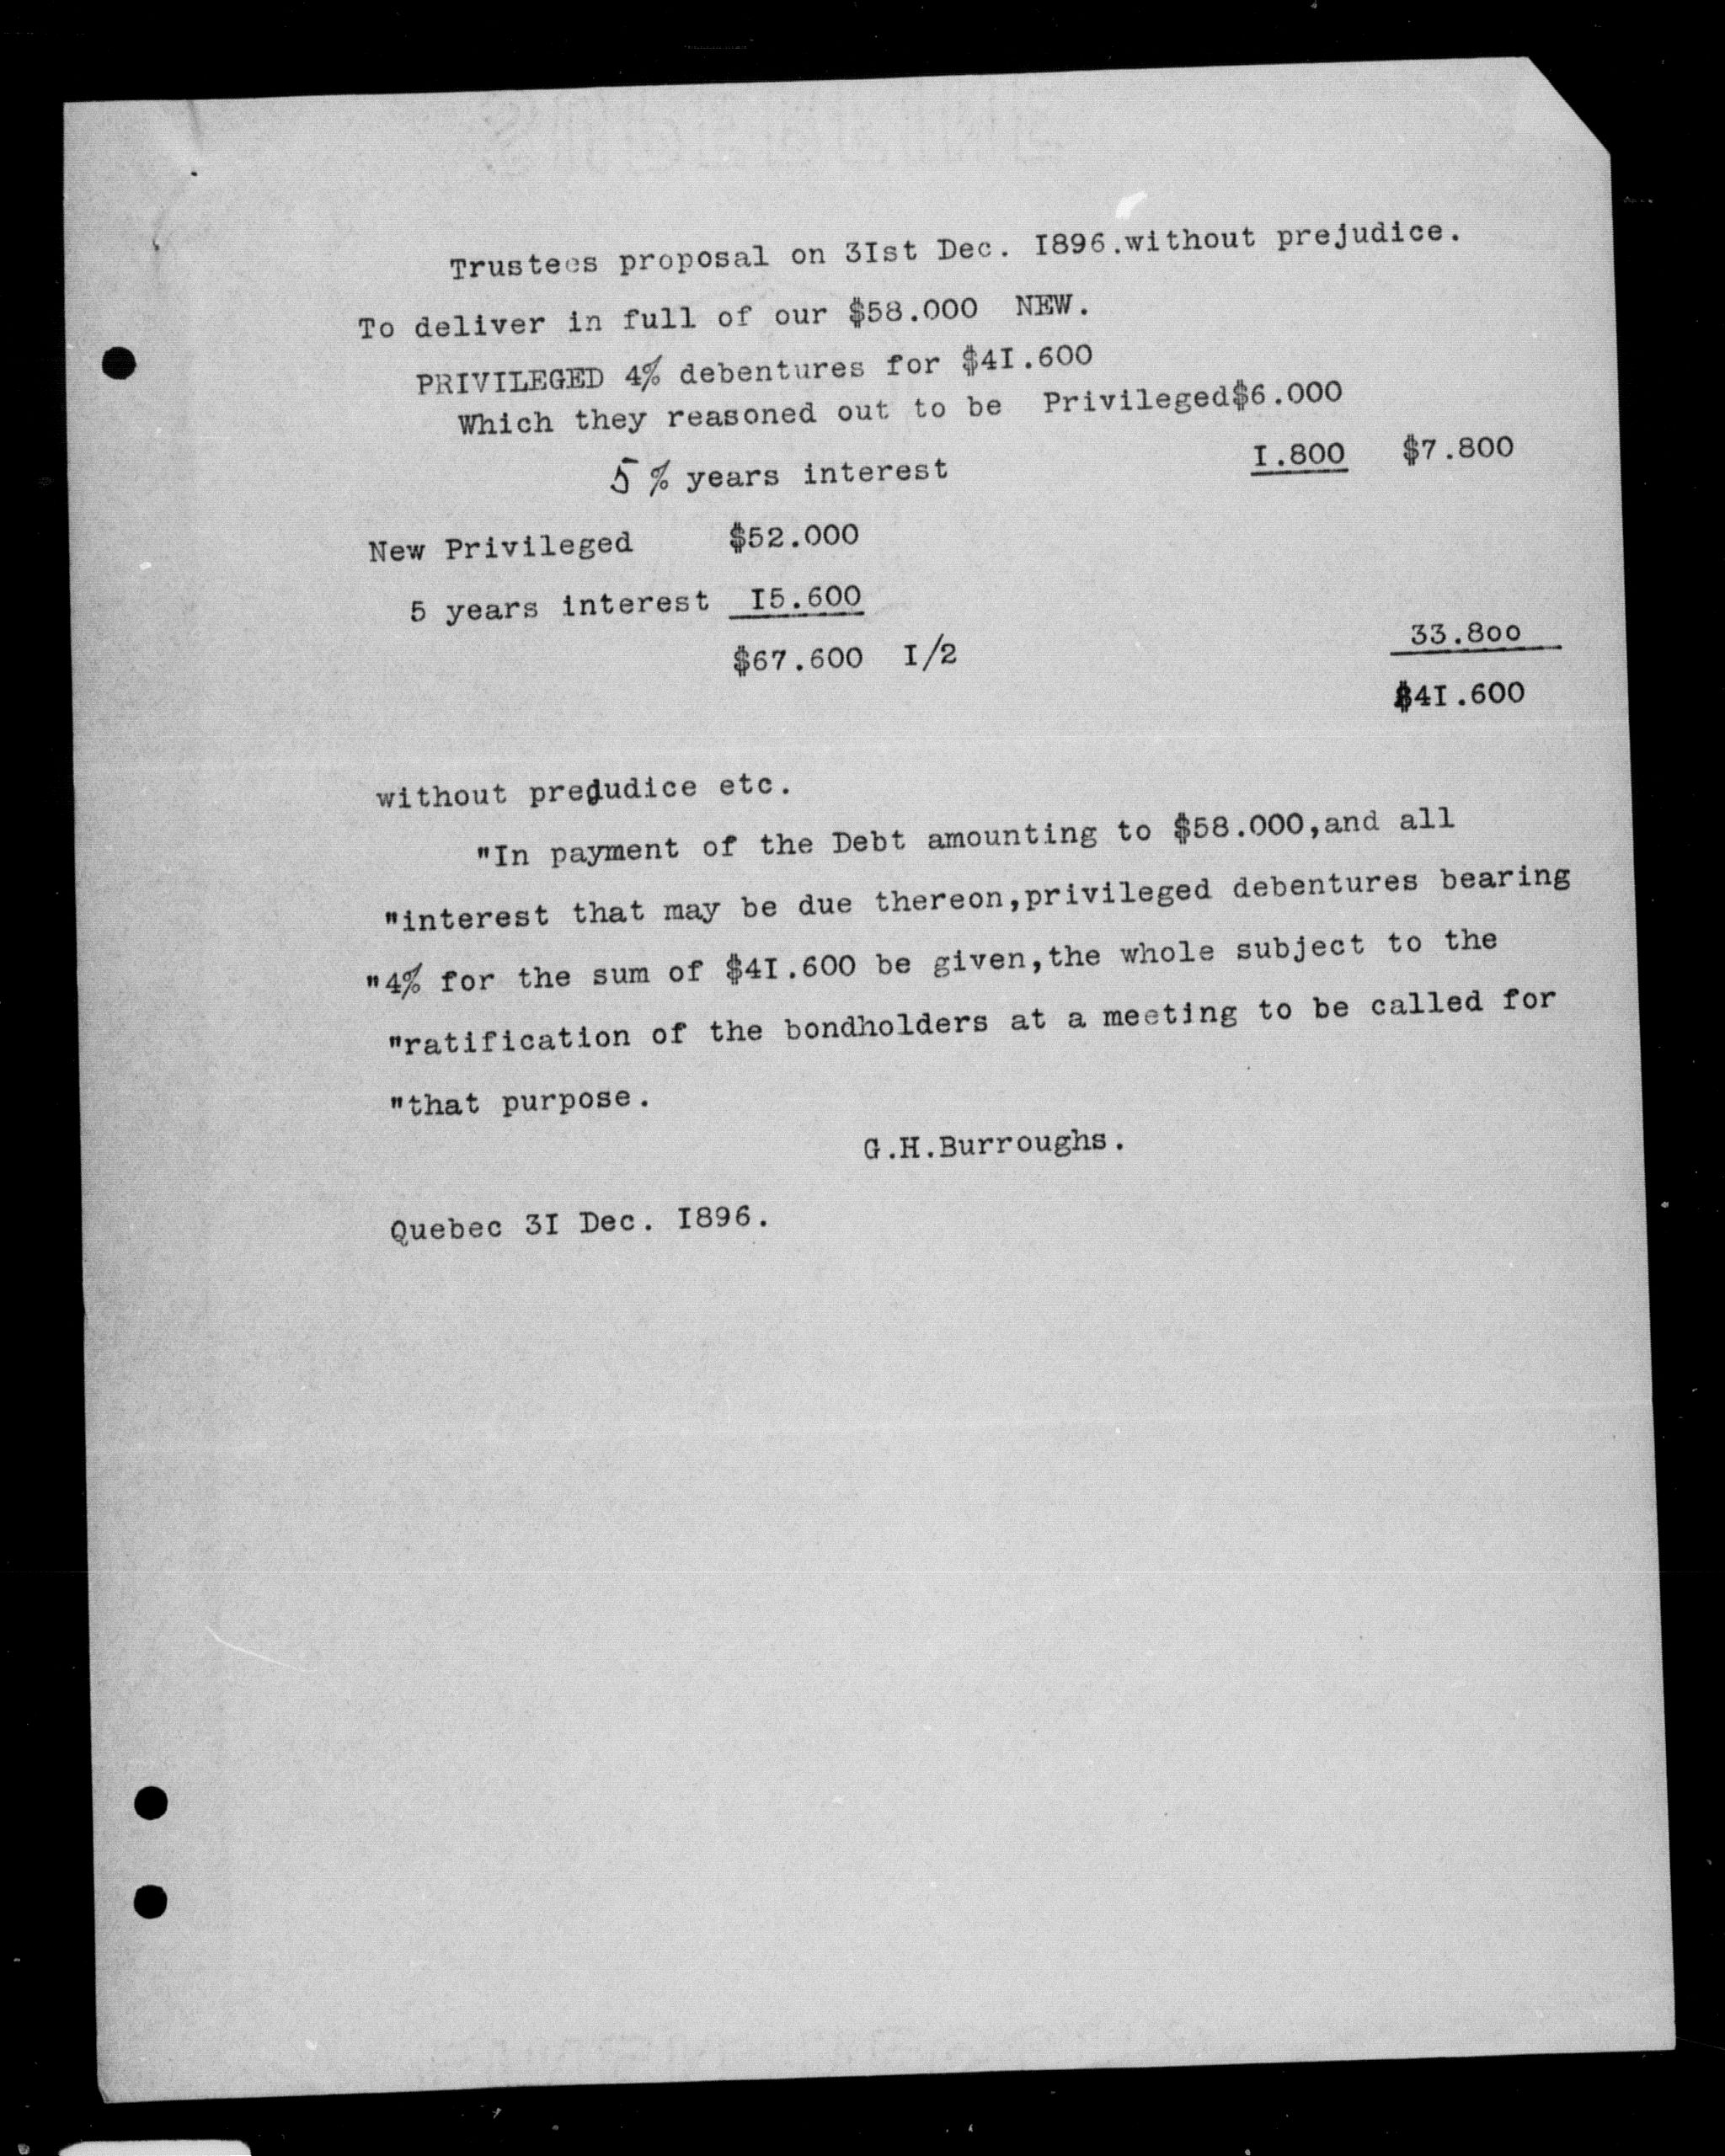 Trustees proposal on 3Ist Dec. I896.without prejudice.
To deliver in full of our $58.000 NEW.
PRIVILEGED 4% debentures for $4I.600
Which they reasoned out to be Privileged$6.000
5 % years interest I.800 $7.800
New Privileged $52.000
5 years interest I5.600
33.8oo
$67.600 I/2
$4I.600
without prejudice etc.
"In payment of the Debt amounting to $58.000,and all
"interest that may be due thereon,privileged debentures bearing
"4% for the sum of $4I.600 be given,the whole subject to the
"ratification of the bondholders at a meeting to be called for
"that purpose.
G.H.Burroughs.
Quebec 3I Dec. I896.